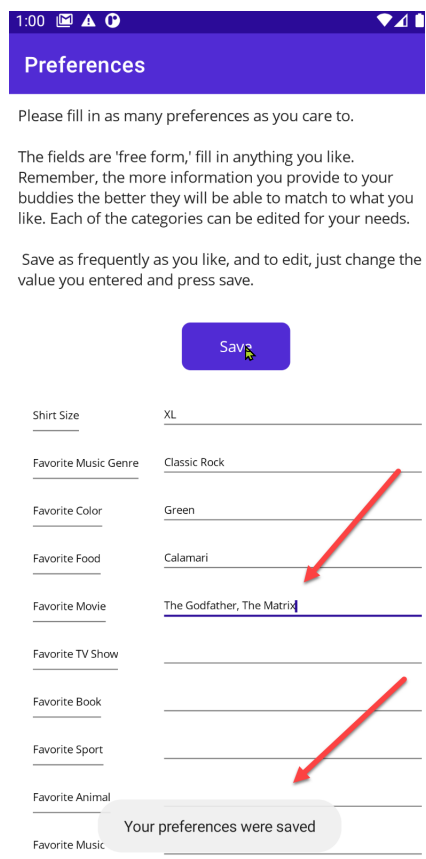 1:00
Preferences
Please fill in as many preferences as you care to.
The fields are 'free form,' fill in anything you like.
Remember, the more information you provide to your
buddies the better they will be able to match to what you
like. Each of the categories can be edited for your needs.
Save as frequently as you like, and to edit, just change the
value you entered and press save.
Save
Shirt Size XL
Favorite Music Genre Classic Rock
Favorite Color Green
Favorite Food Calamari
Favorite Movie The Godfather, The Matrix
Favorite TV Show
Favorite Book
Favorite Sport
Favorite Animal
Your preferences were saved
Favorite Music